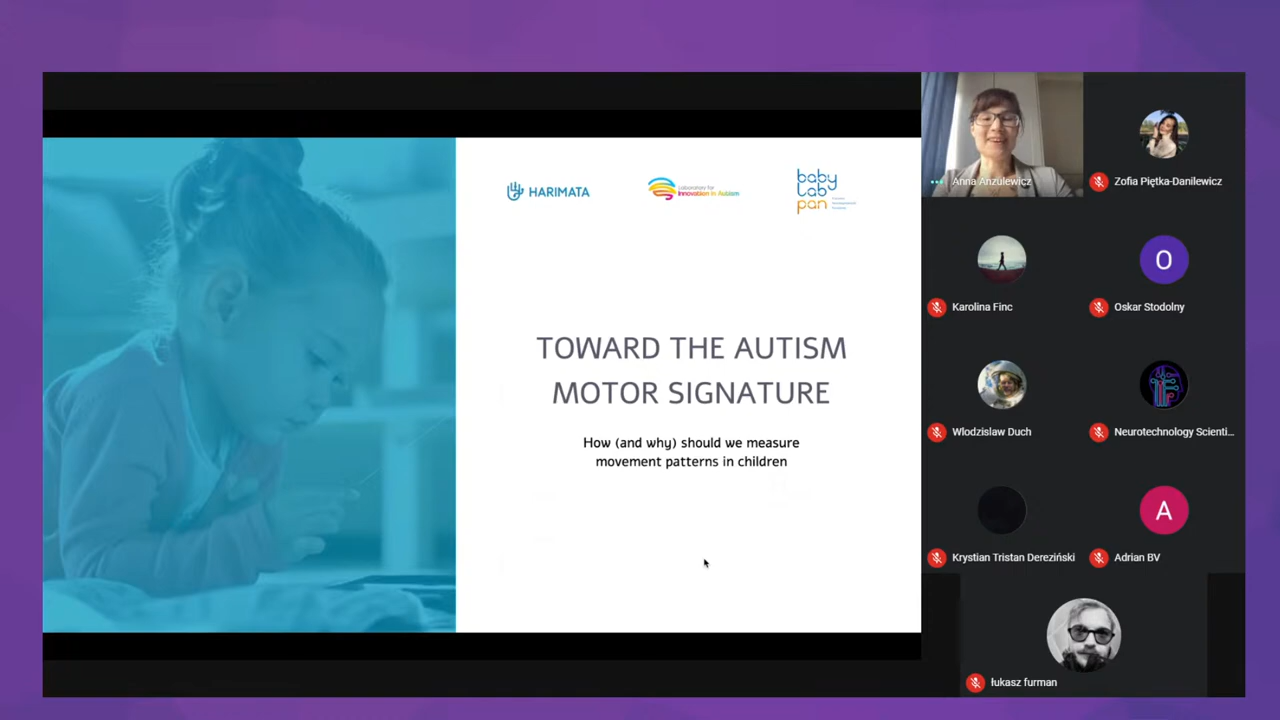 HARIMATA
Laboratory for
Innovation in Autism
baby
lab
pan
TOWARD THE AUTISM
MOTOR SIGNATURE
How (and why) should we measure
movement patterns in children
Anna Anzulewicz
Zofia Piętka-Danilewicz
Karolina Finc
O
Oskar Stodolny
Wlodzislaw Duch
Neurotechnology Scienti...
Krystian Tristan Dereziński
A
Adrian BV
łukasz furman